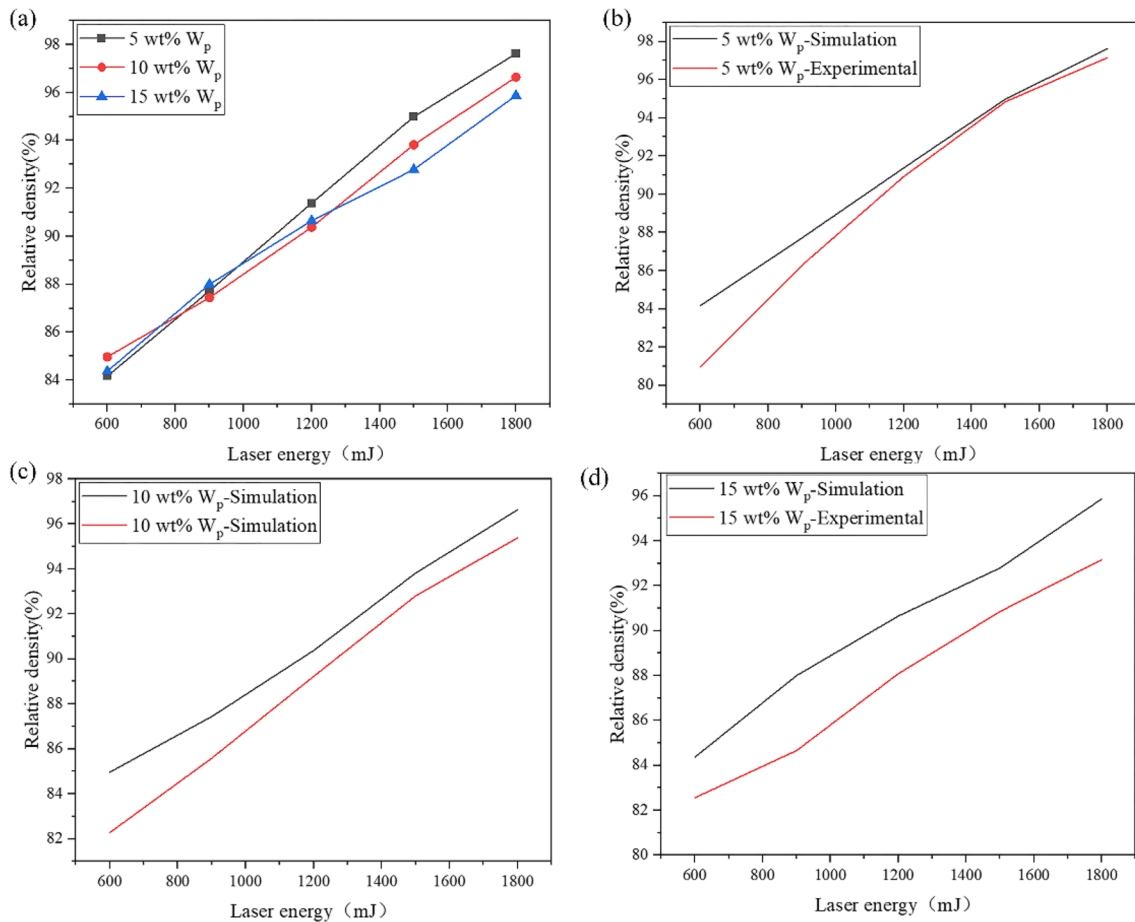 (a)
5 wt% Wp
10 wt% Wp
15 wt% Wp
98
96
94
92
90
88
86
84
Relative density(%)
600 800 1000 1200 1400 1600 1800
Laser energy（mJ）
(b)
5 wt% Wp-Simulation
5 wt% Wp-Experimental
98
96
94
92
90
88
86
84
82
80
Relative density(%)
600 800 1000 1200 1400 1600 1800
Laser energy（mJ）
(c)
10 wt% Wp-Simulation
10 wt% Wp-Simulation
98
96
94
92
90
88
86
84
82
Relative density(%)
600 800 1000 1200 1400 1600 1800
Laser energy（mJ）
(d)
15 wt% Wp-Simulation
15 wt% Wp-Experimental
96
94
92
90
88
86
84
82
80
Relative density(%)
600 800 1000 1200 1400 1600 1800
Laser energy（mJ）